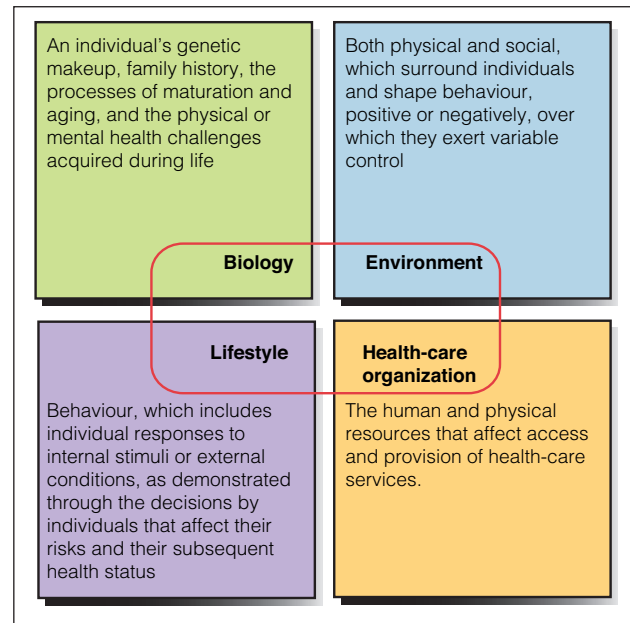 An individual's genetic
makeup, family history, the
processes of maturation and
aging, and the physical or
mental health challenges
acquired during life
Biology
Both physical and social,
which surround individuals
and shape behaviour,
positive or negatively, over
which they exert variable
control
Environment
Lifestyle
Behaviour, which includes
individual responses to
internal stimuli or external
conditions, as demonstrated
through the decisions by
individuals that affect their
risks and their subsequent
health status
Health-care
organization
The human and physical
resources that affect access
and provision of health-care
services.